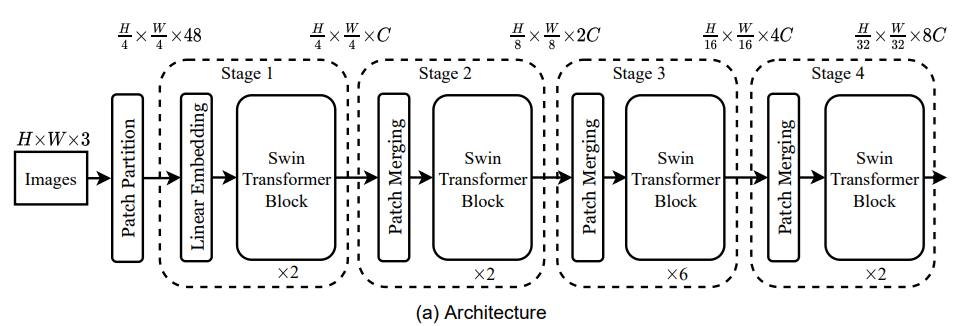 H/4 × W/4 × 48
H/4 × W/4 × C
H/8 × W/8 × 2C
H/16 × W/16 × 4C
H/32 × W/32 × 8C
Stage 1
Stage 2
Stage 3
Stage 4
H×W×3
Images
Patch Partition
Linear Embedding
Swin
Transformer
Block
×2
Patch Merging
Swin
Transformer
Block
×2
Patch Merging
Swin
Transformer
Block
×6
Patch Merging
Swin
Transformer
Block
×2
(a) Architecture